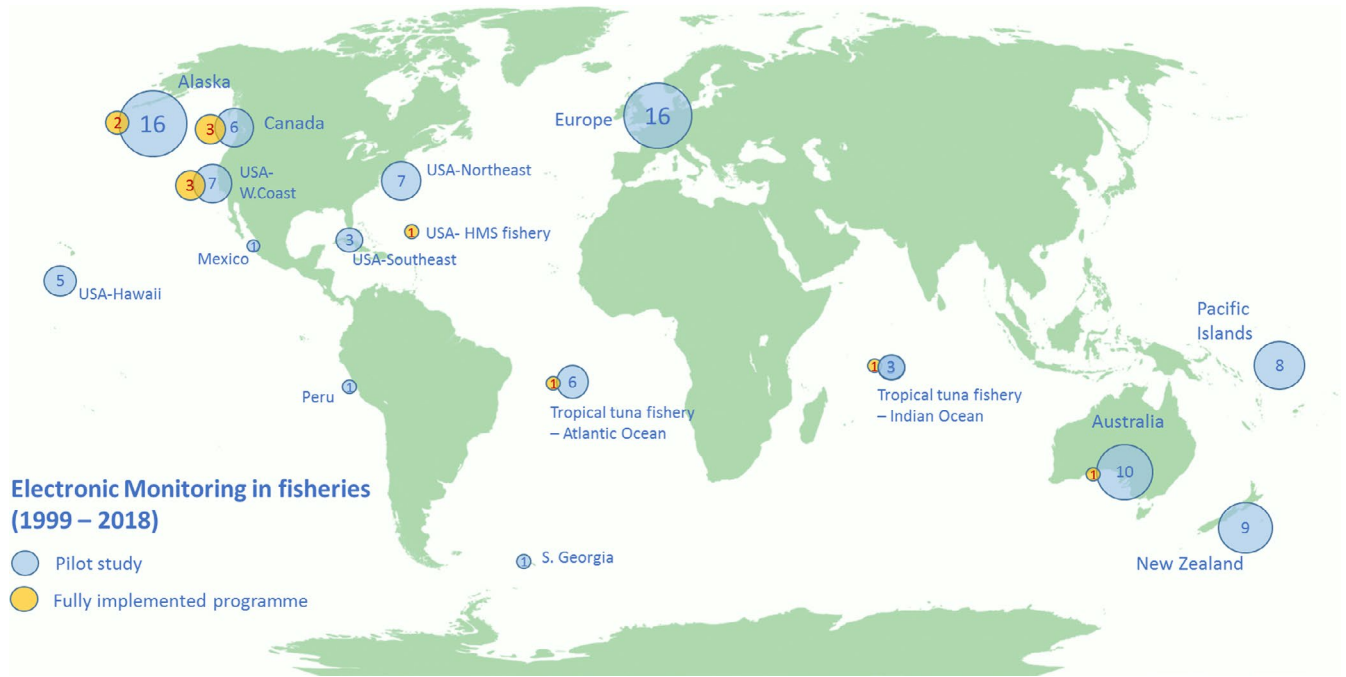 Alaska
2
16
3
6
Canada
Europe
16
3
7
USA-
W.Coast
7
USA-Northeast
1
USA- HMS fishery
3
USA-Southeast
1
Mexico
5
USA-Hawaii
Pacific
Islands
8
1
Peru
1
6
Tropical tuna fishery
– Atlantic Ocean
1
3
Tropical tuna fishery
– Indian Ocean
Australia
1
10
9
New Zealand
1
S. Georgia
Electronic Monitoring in fisheries
(1999 – 2018)
Pilot study
Fully implemented programme